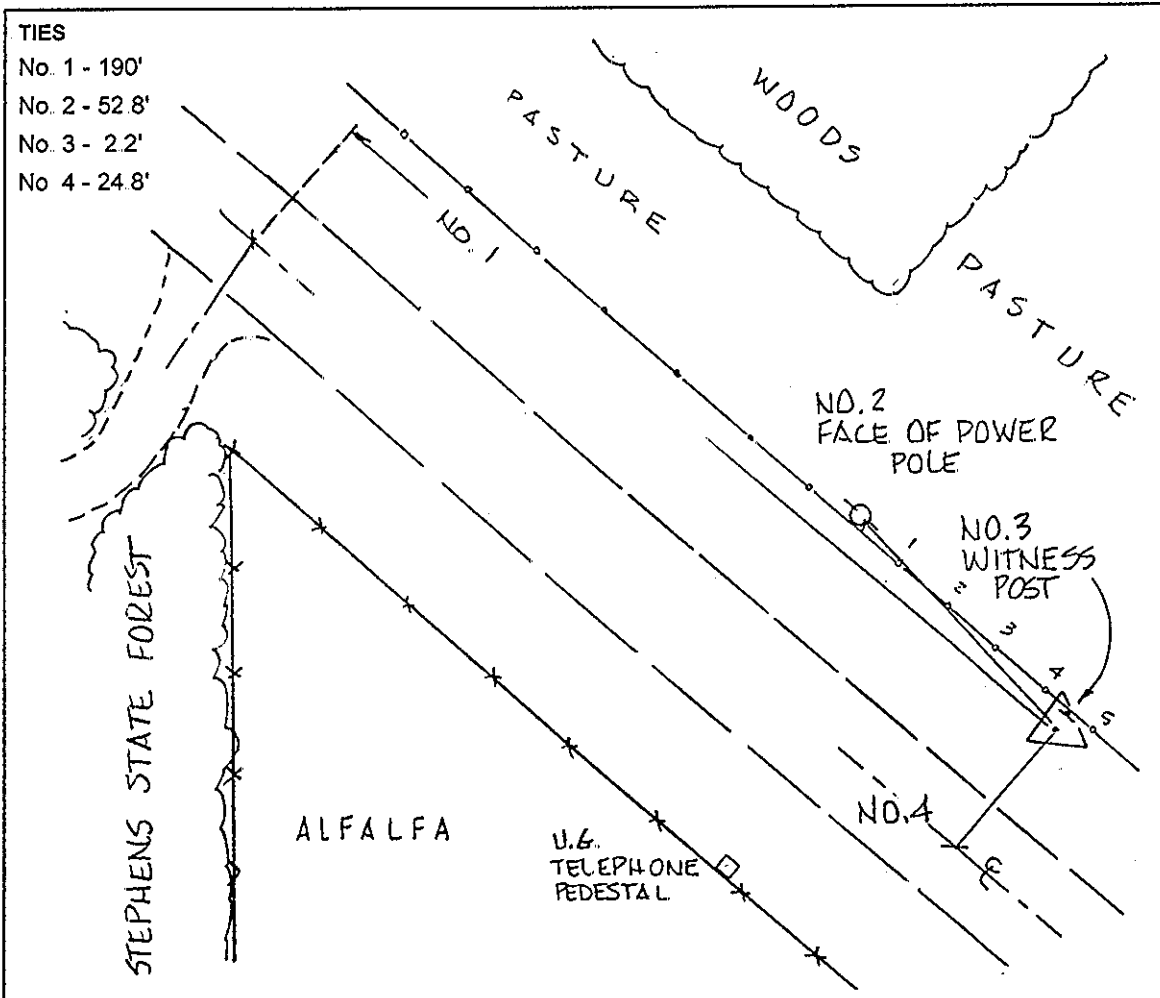 TIES
No. 1 - 190'
No. 2 - 52.8'
No. 3 - 2.2'
No 4 - 24.8'
WOODS
PASTURE
NO. 1
PASTURE
NO. 2
FACE OF POWER
POLE
NO. 3
WITNESS
POST
1
2
3
4
5
STEPHENS STATE FOREST
NO. 4
ALFALFA
U.G.
TELEPHONE
PEDESTAL
℄